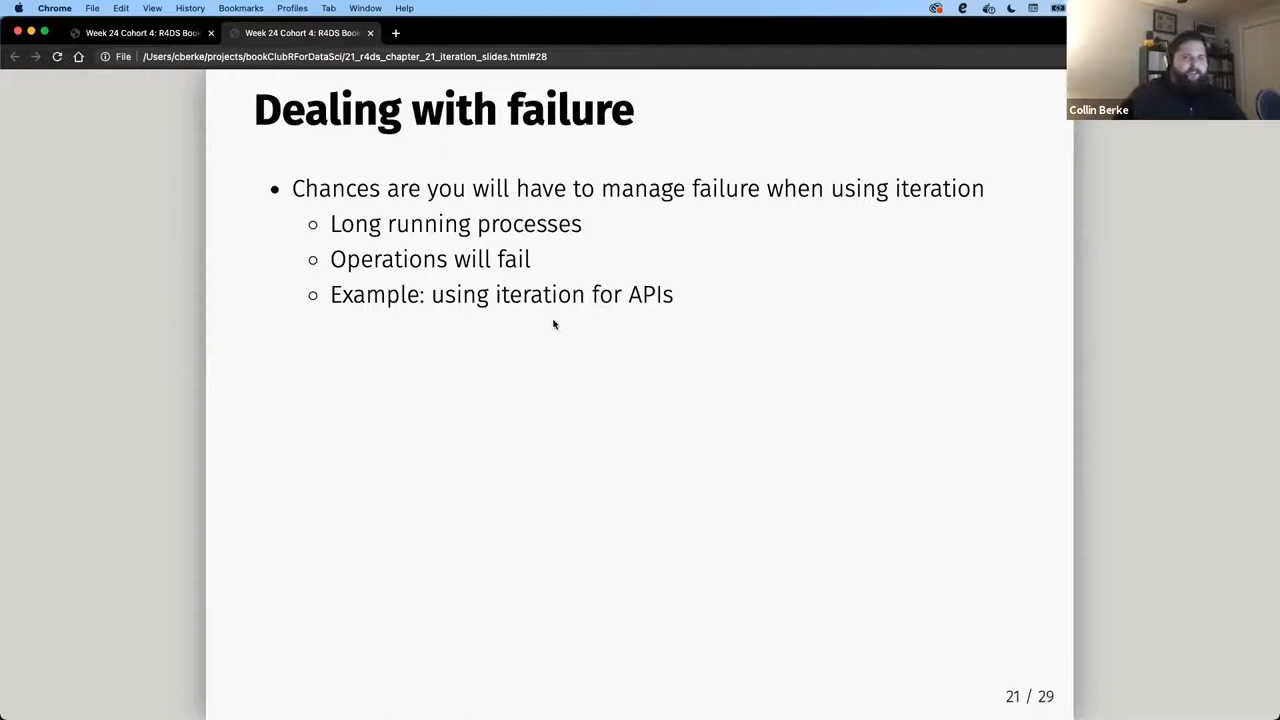 Chrome File Edit View History Bookmarks Profiles Tab Window Help
Week 24 Cohort 4: R4DS Book
Week 24 Cohort 4: R4DS Book
File /Users/cberke/projects/bookClubRForDataSci/21_r4ds_chapter_21_iteration_slides.html#28
Collin Berke
Dealing with failure
Chances are you will have to manage failure when using iteration
Long running processes
Operations will fail
Example: using iteration for APIs
21 / 29